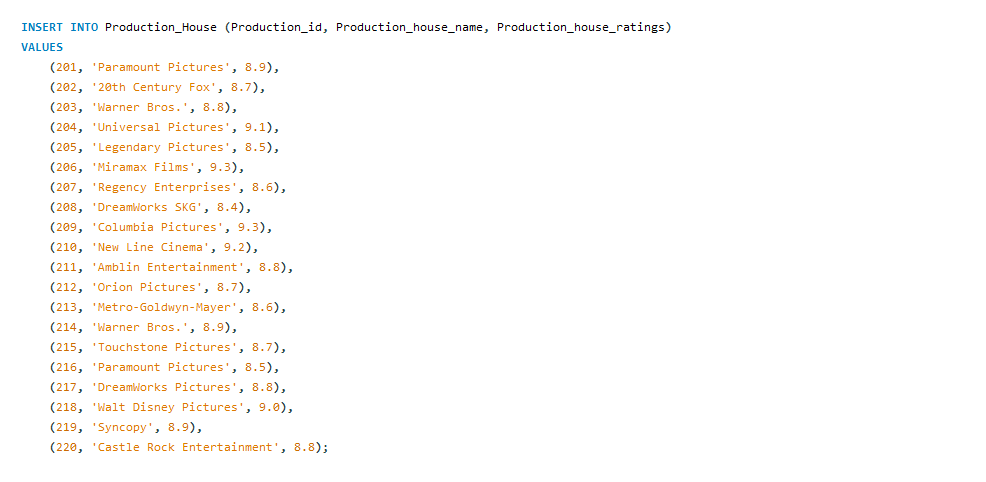 INSERT INTO Production_House (Production_id, Production_house_name, Production_house_ratings)
VALUES
(201, 'Paramount Pictures', 8.9),
(202, '20th Century Fox', 8.7),
(203, 'Warner Bros.', 8.8),
(204, 'Universal Pictures', 9.1),
(205, 'Legendary Pictures', 8.5),
(206, 'Miramax Films', 9.3),
(207, 'Regency Enterprises', 8.6),
(208, 'DreamWorks SKG', 8.4),
(209, 'Columbia Pictures', 9.3),
(210, 'New Line Cinema', 9.2),
(211, 'Amblin Entertainment', 8.8),
(212, 'Orion Pictures', 8.7),
(213, 'Metro-Goldwyn-Mayer', 8.6),
(214, 'Warner Bros.', 8.9),
(215, 'Touchstone Pictures', 8.7),
(216, 'Paramount Pictures', 8.5),
(217, 'DreamWorks Pictures', 8.8),
(218, 'Walt Disney Pictures', 9.0),
(219, 'Syncopy', 8.9),
(220, 'Castle Rock Entertainment', 8.8);